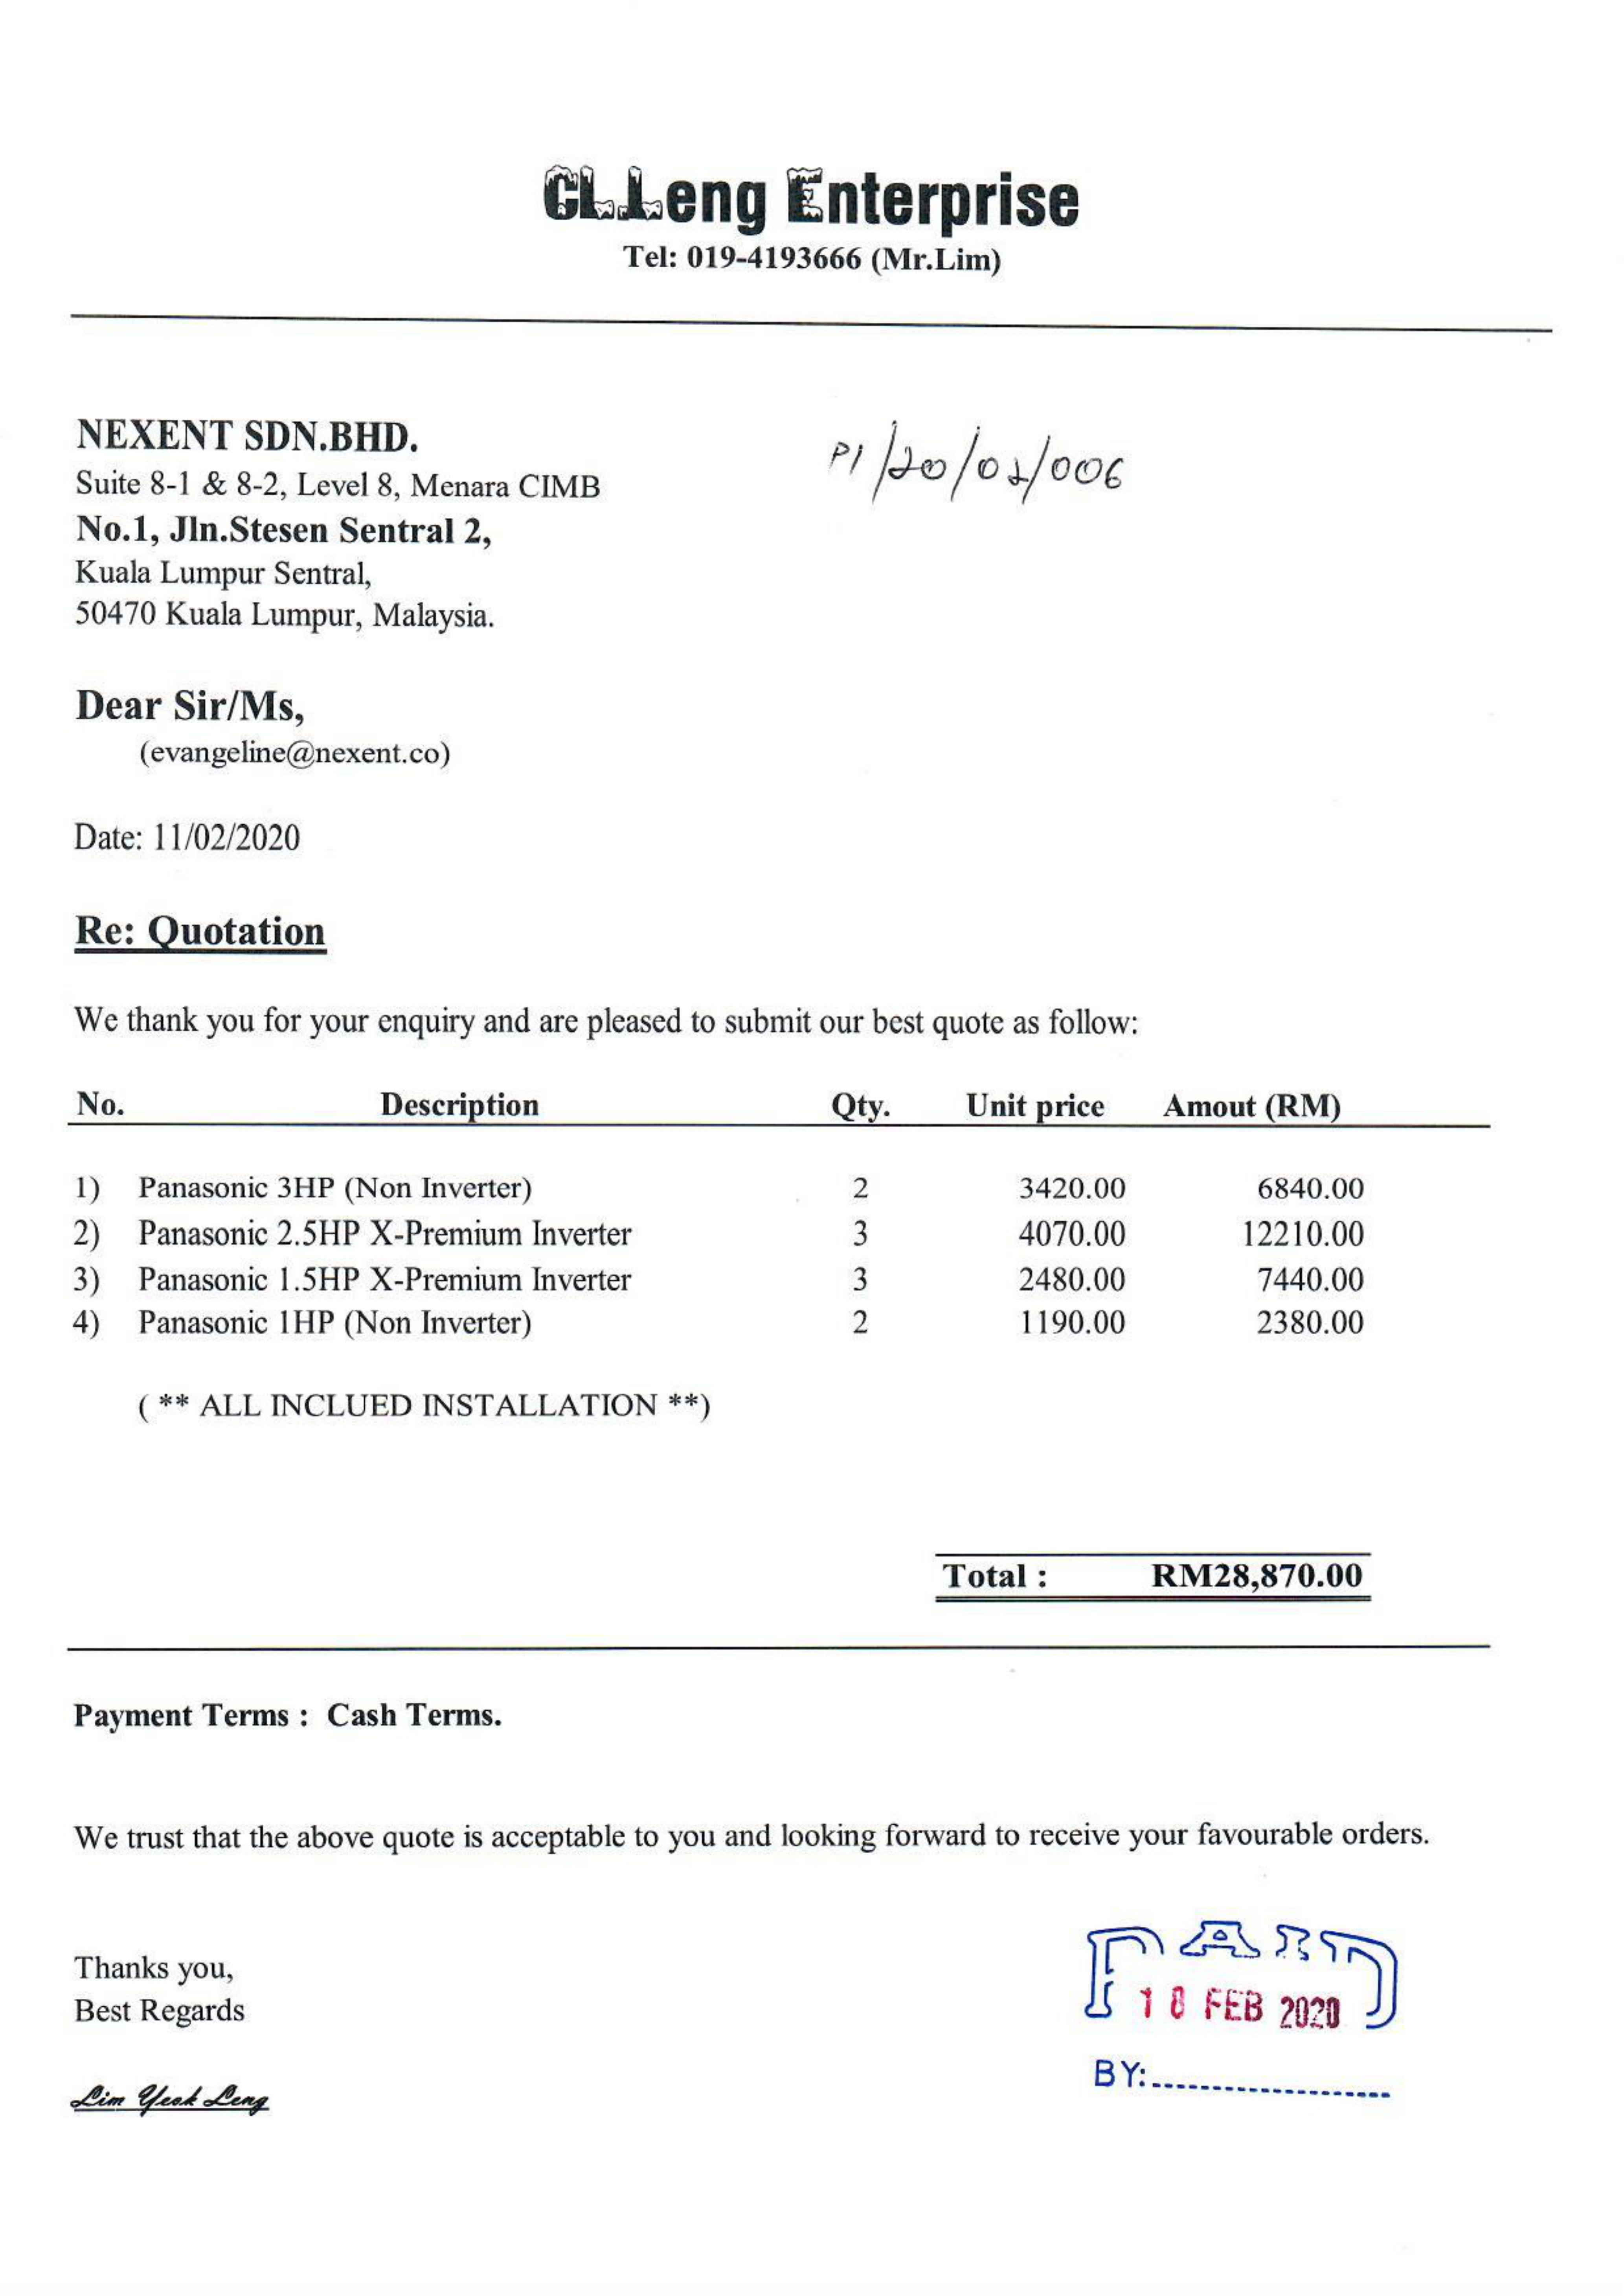 CL.Leng Enterprise
Tel: 019-4193666 (Mr.Lim)
NEXENT SDN.BHD.
Suite 8-1 & 8-2, Level 8, Menara CIMB
No.1, Jln.Stesen Sentral 2,
Kuala Lumpur Sentral,
50470 Kuala Lumpur, Malaysia.
PI/20/02/006
Dear Sir/Ms,
(evangeline@nexent.co)
Date: 11/02/2020
Re: Quotation
We thank you for your enquiry and are pleased to submit our best quote as follow:
No. Description Qty. Unit price Amout (RM)
1) Panasonic 3HP (Non Inverter) 2 3420.00 6840.00
2) Panasonic 2.5HP X-Premium Inverter 3 4070.00 12210.00
3) Panasonic 1.5HP X-Premium Inverter 3 2480.00 7440.00
4) Panasonic 1HP (Non Inverter) 2 1190.00 2380.00
( ** ALL INCLUED INSTALLATION **)
Total : RM28,870.00
Payment Terms : Cash Terms.
We trust that the above quote is acceptable to you and looking forward to receive your favourable orders.
Thanks you,
Best Regards
Lim Yeok Leng
PAID
18 FEB 2020
BY: